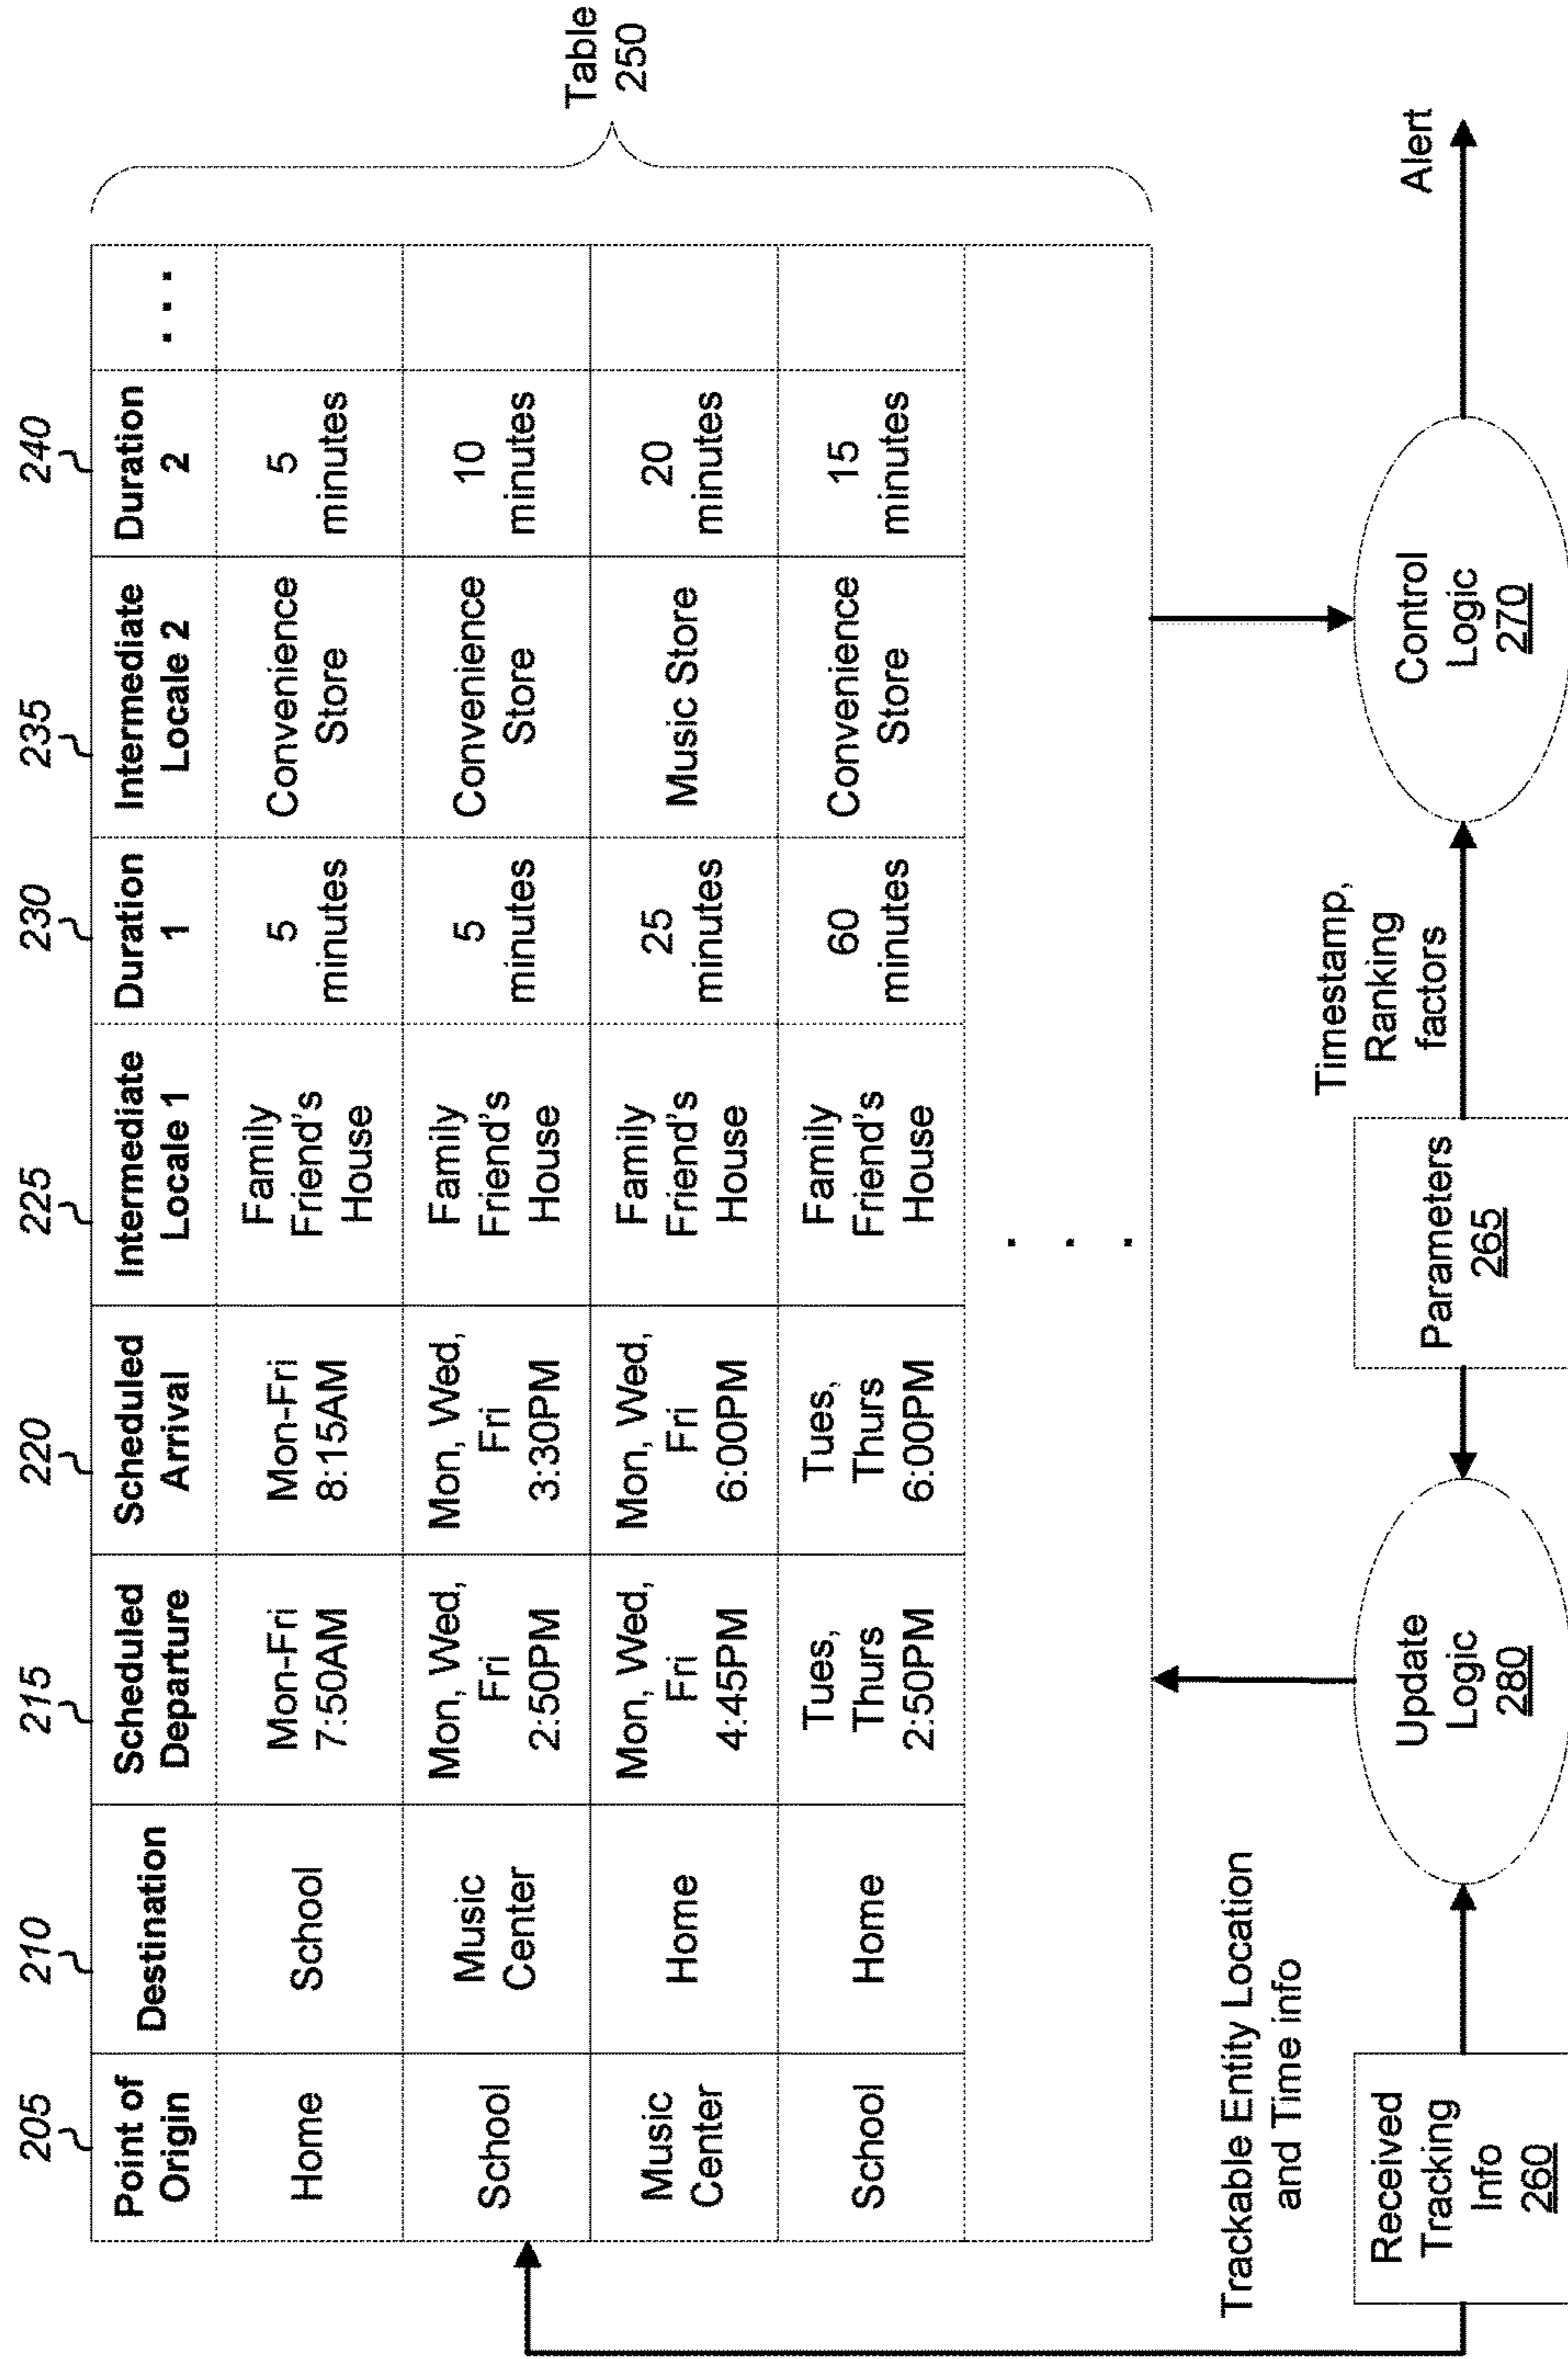 205
210
215
220
225
230
235
240
Point of
Origin
Destination
Scheduled
Departure
Scheduled
Arrival
Intermediate
Locale 1
Duration
1
Intermediate
Locale 2
Duration
2
. . .
Home
School
Mon-Fri
7:50AM
Mon-Fri
8:15AM
Family
Friend's
House
5
minutes
Convenience
Store
5
minutes
School
Music
Center
Mon, Wed,
Fri
2:50PM
Mon, Wed,
Fri
3:30PM
Family
Friend's
House
5
minutes
Convenience
Store
10
minutes
Music
Center
Home
Mon, Wed,
Fri
4:45PM
Mon, Wed,
Fri
6:00PM
Family
Friend's
House
25
minutes
Music Store
20
minutes
School
Home
Tues,
Thurs
2:50PM
Tues,
Thurs
6:00PM
Family
Friend's
House
60
minutes
Convenience
Store
15
minutes
. . .
Table
250
Trackable Entity Location
and Time info
Received
Tracking
Info
260
Update
Logic
280
Parameters
265
Timestamp,
Ranking
factors
Control
Logic
270
Alert